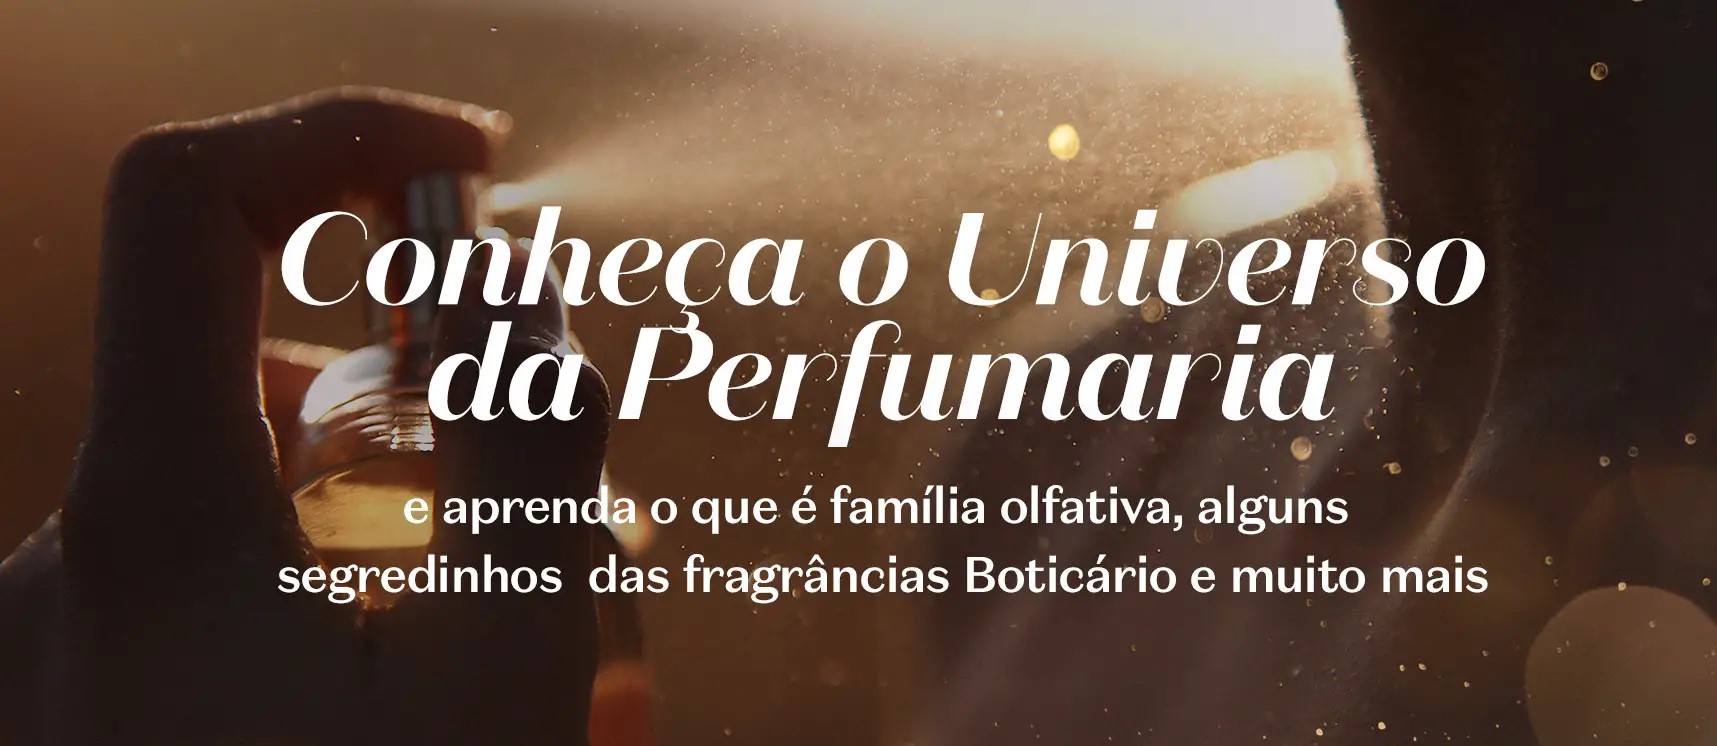 Conheça o Universo
da Perfumaria
e aprenda o que é família olfativa, alguns
segredinhos das fragrâncias Boticário e muito mais